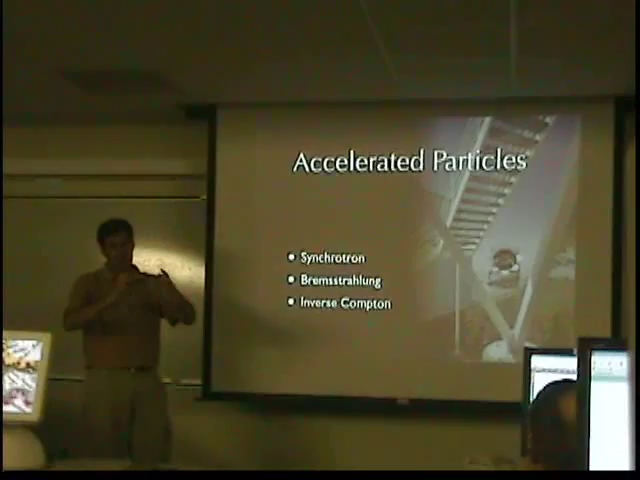 Accelerated Particles
• Synchrotron
• Bremsstrahlung
• Inverse Compton